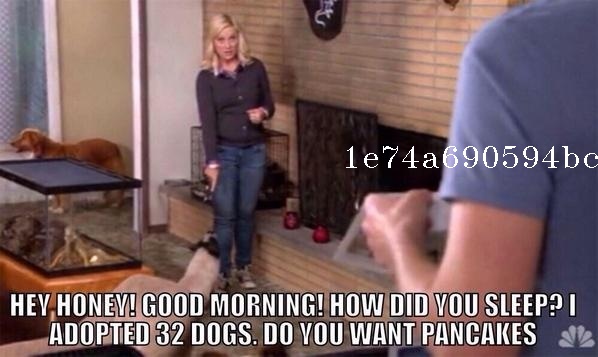 1e74a690594bc
HEY HONEY! GOOD MORNING! HOW DID YOU SLEEP? I
ADOPTED 32 DOGS. DO YOU WANT PANCAKES